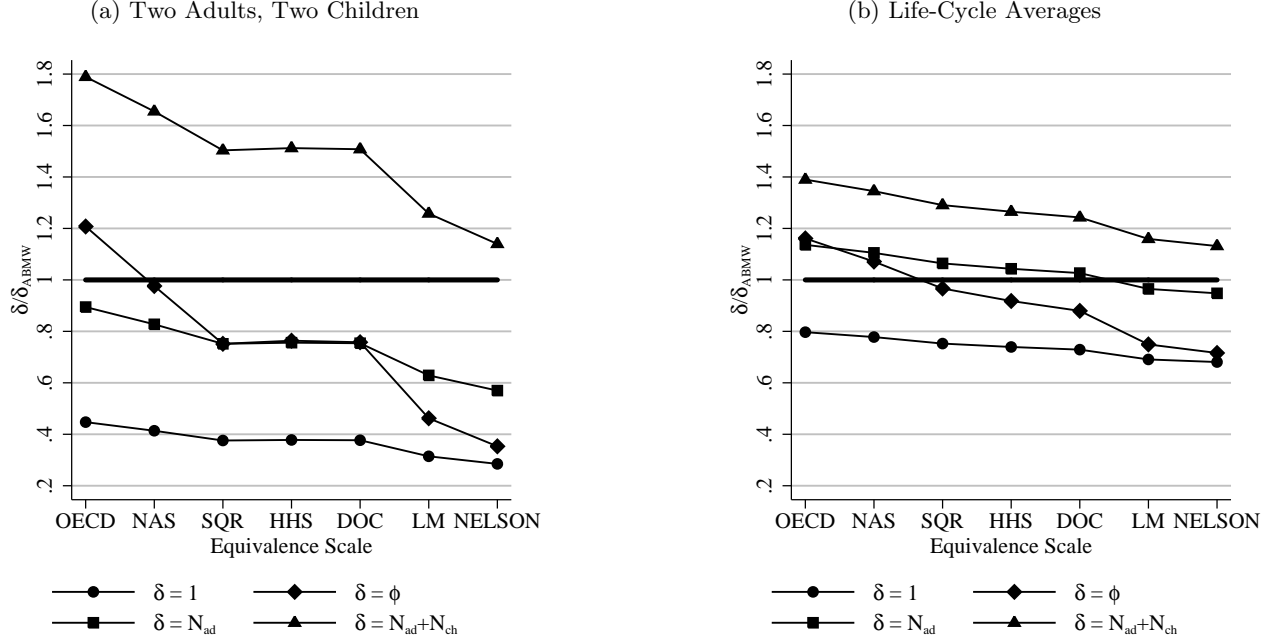 (a) Two Adults, Two Children
1.8
1.6
1.4
1.2
1
.8
.6
.4
.2
δ/δABMW
OECD NAS SQR HHS DOC LM NELSON
Equivalence Scale
δ = 1 δ = ϕ
δ = Nad δ = Nad+Nch
(b) Life-Cycle Averages
1.8
1.6
1.4
1.2
1
.8
.6
.4
.2
δ/δABMW
OECD NAS SQR HHS DOC LM NELSON
Equivalence Scale
δ = 1 δ = ϕ
δ = Nad δ = Nad+Nch